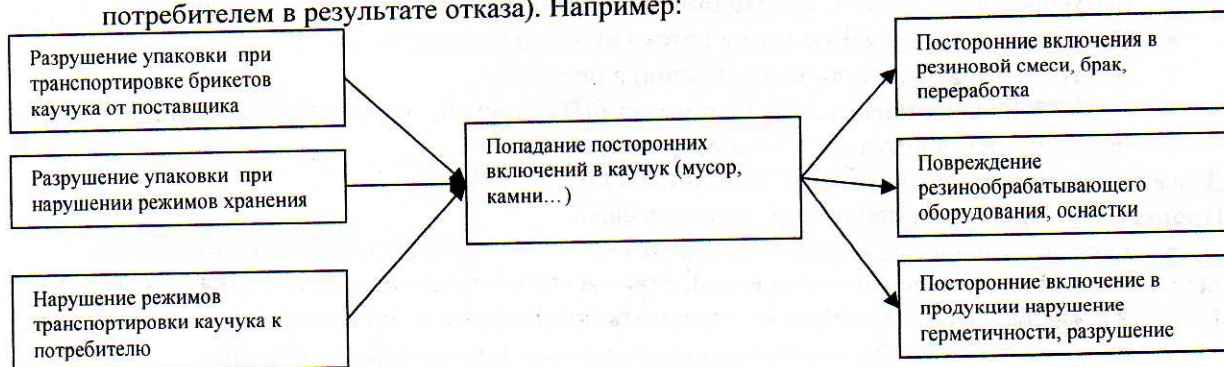 потребителем в результате отказа). Например:
Разрушение упаковки при
транспортировке брикетов
каучука от поставщика
Разрушение упаковки при
нарушении режимов хранения
Нарушение режимов
транспортировки каучука к
потребителю
Попадание посторонних
включений в каучук (мусор,
камни…)
Посторонние включения в
резиновой смеси, брак,
переработка
Повреждение
резинообрабатывающего
оборудования, оснастки
Посторонние включение в
продукции нарушение
герметичности, разрушение